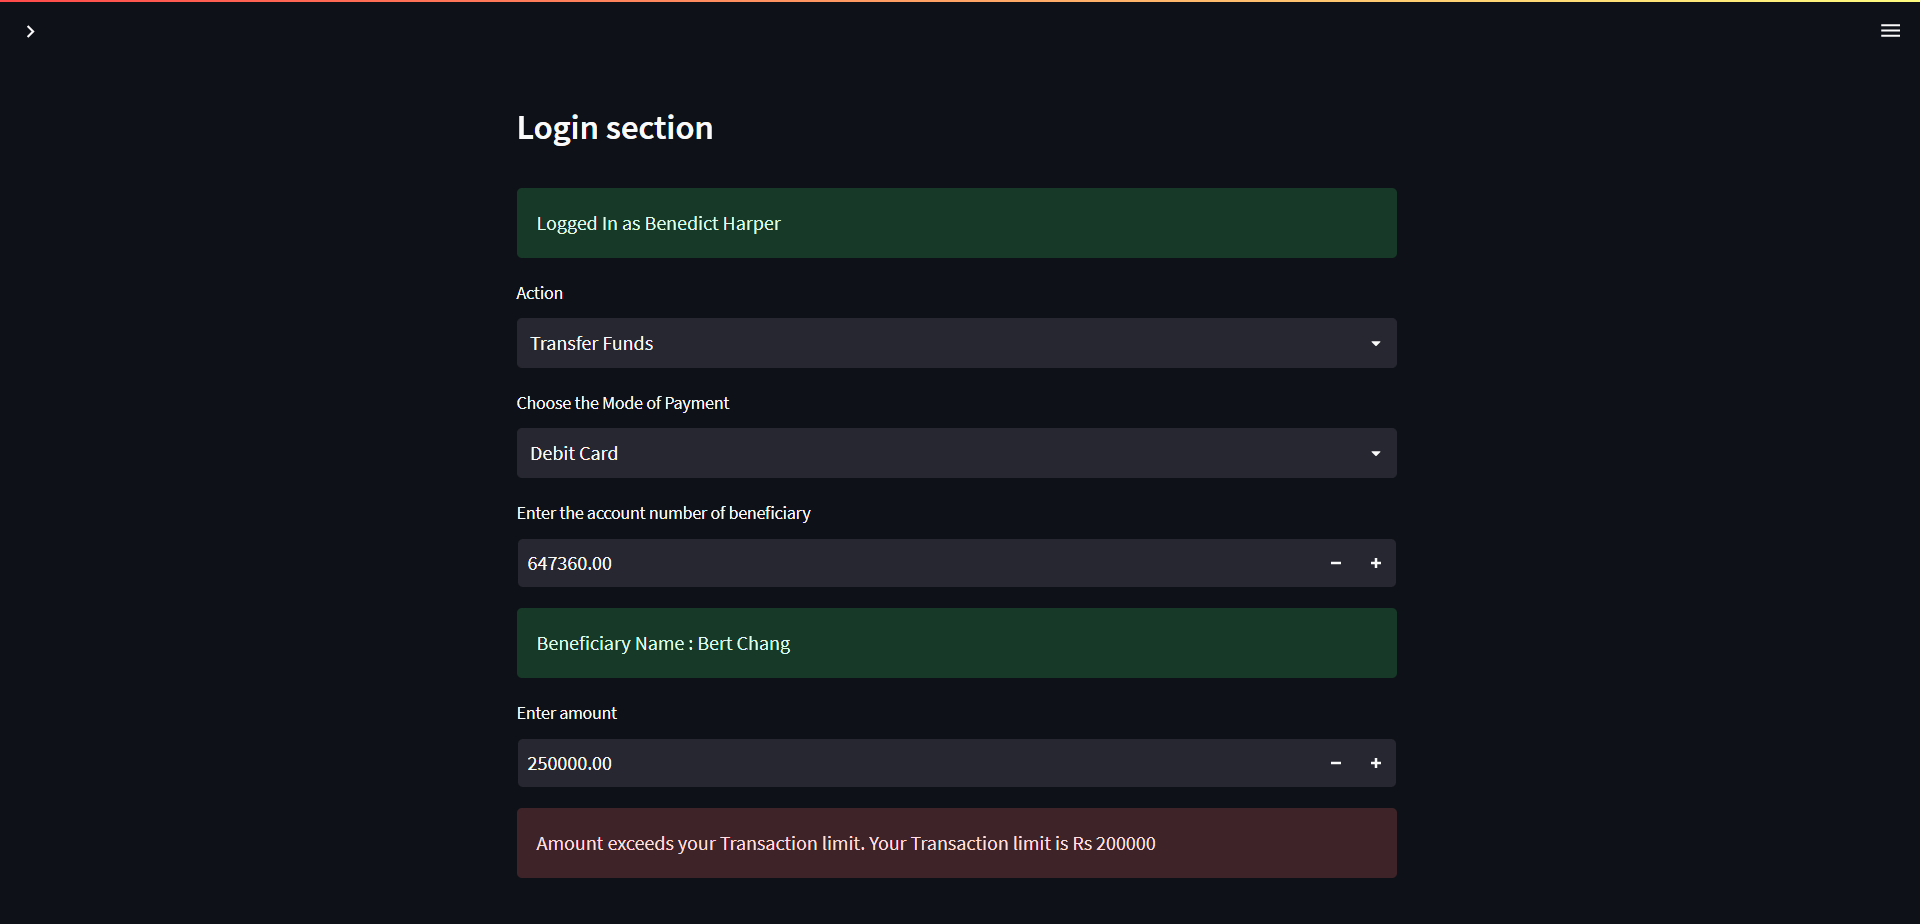 Login section
Logged In as Benedict Harper
Action
Transfer Funds
Choose the Mode of Payment
Debit Card
Enter the account number of beneficiary
647360.00
Beneficiary Name : Bert Chang
Enter amount
250000.00
Amount exceeds your Transaction limit. Your Transaction limit is Rs 200000